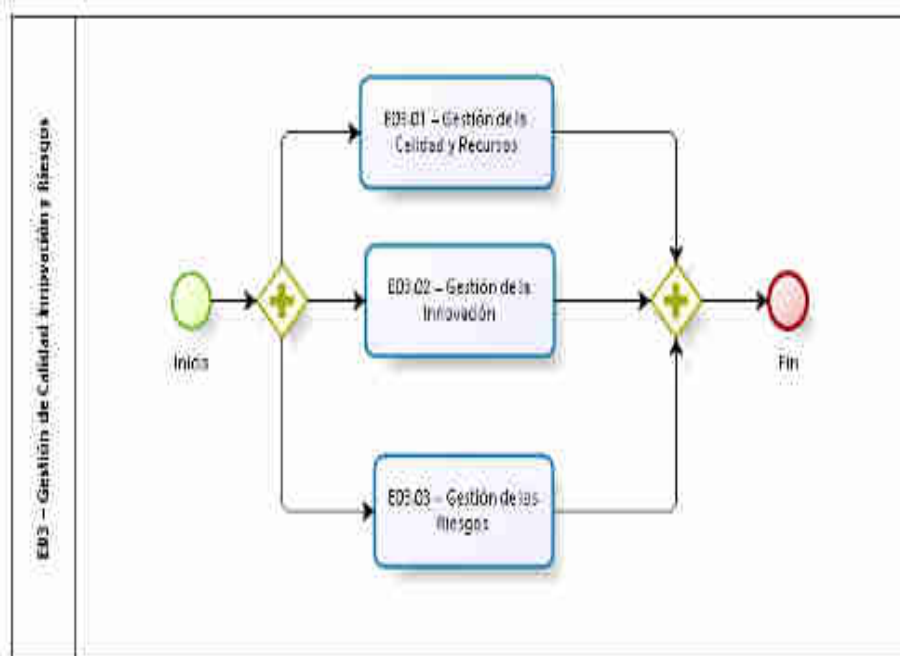 E03 – Gestión de Calidad Innovación y Riesgos
E03.01 – Gestión de la
Calidad y Recursos
E03.02 – Gestión de la
Innovación
E03.03 – Gestión de los
Riesgos
Inicio
Fin